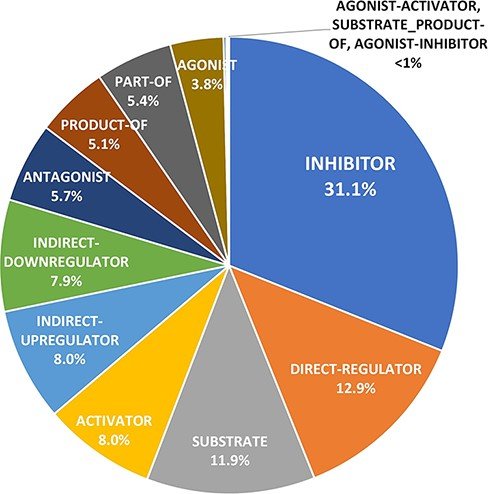 AGONIST-ACTIVATOR,
SUBSTRATE_PRODUCT-
OF, AGONIST-INHIBITOR
<1%
INHIBITOR
31.1%
DIRECT-REGULATOR
12.9%
SUBSTRATE
11.9%
ACTIVATOR
8.0%
INDIRECT-
UPREGULATOR
8.0%
INDIRECT-
DOWNREGULATOR
7.9%
ANTAGONIST
5.7%
PRODUCT-OF
5.1%
PART-OF
5.4%
AGONIST
3.8%